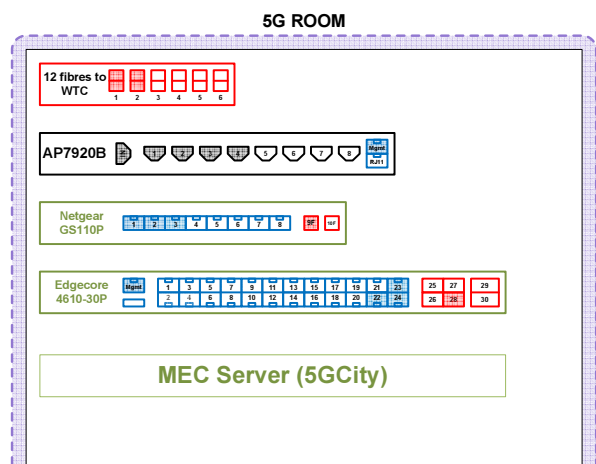 5G ROOM
12 fibres to
WTC
1 2 3 4 5 6
AP7920B
1 2 3 4 5 6 7 8
Mgmt
RJ11
Netgear
GS110P
1 2 3 4 5 6 7 8
9F 10F
Edgecore
4610-30P
Mgmt
1 3 5 7 9 11 13 15 17 19 21 23
2 4 6 8 10 12 14 16 18 20 22 24
25 27 29
26 28 30
MEC Server (5GCity)